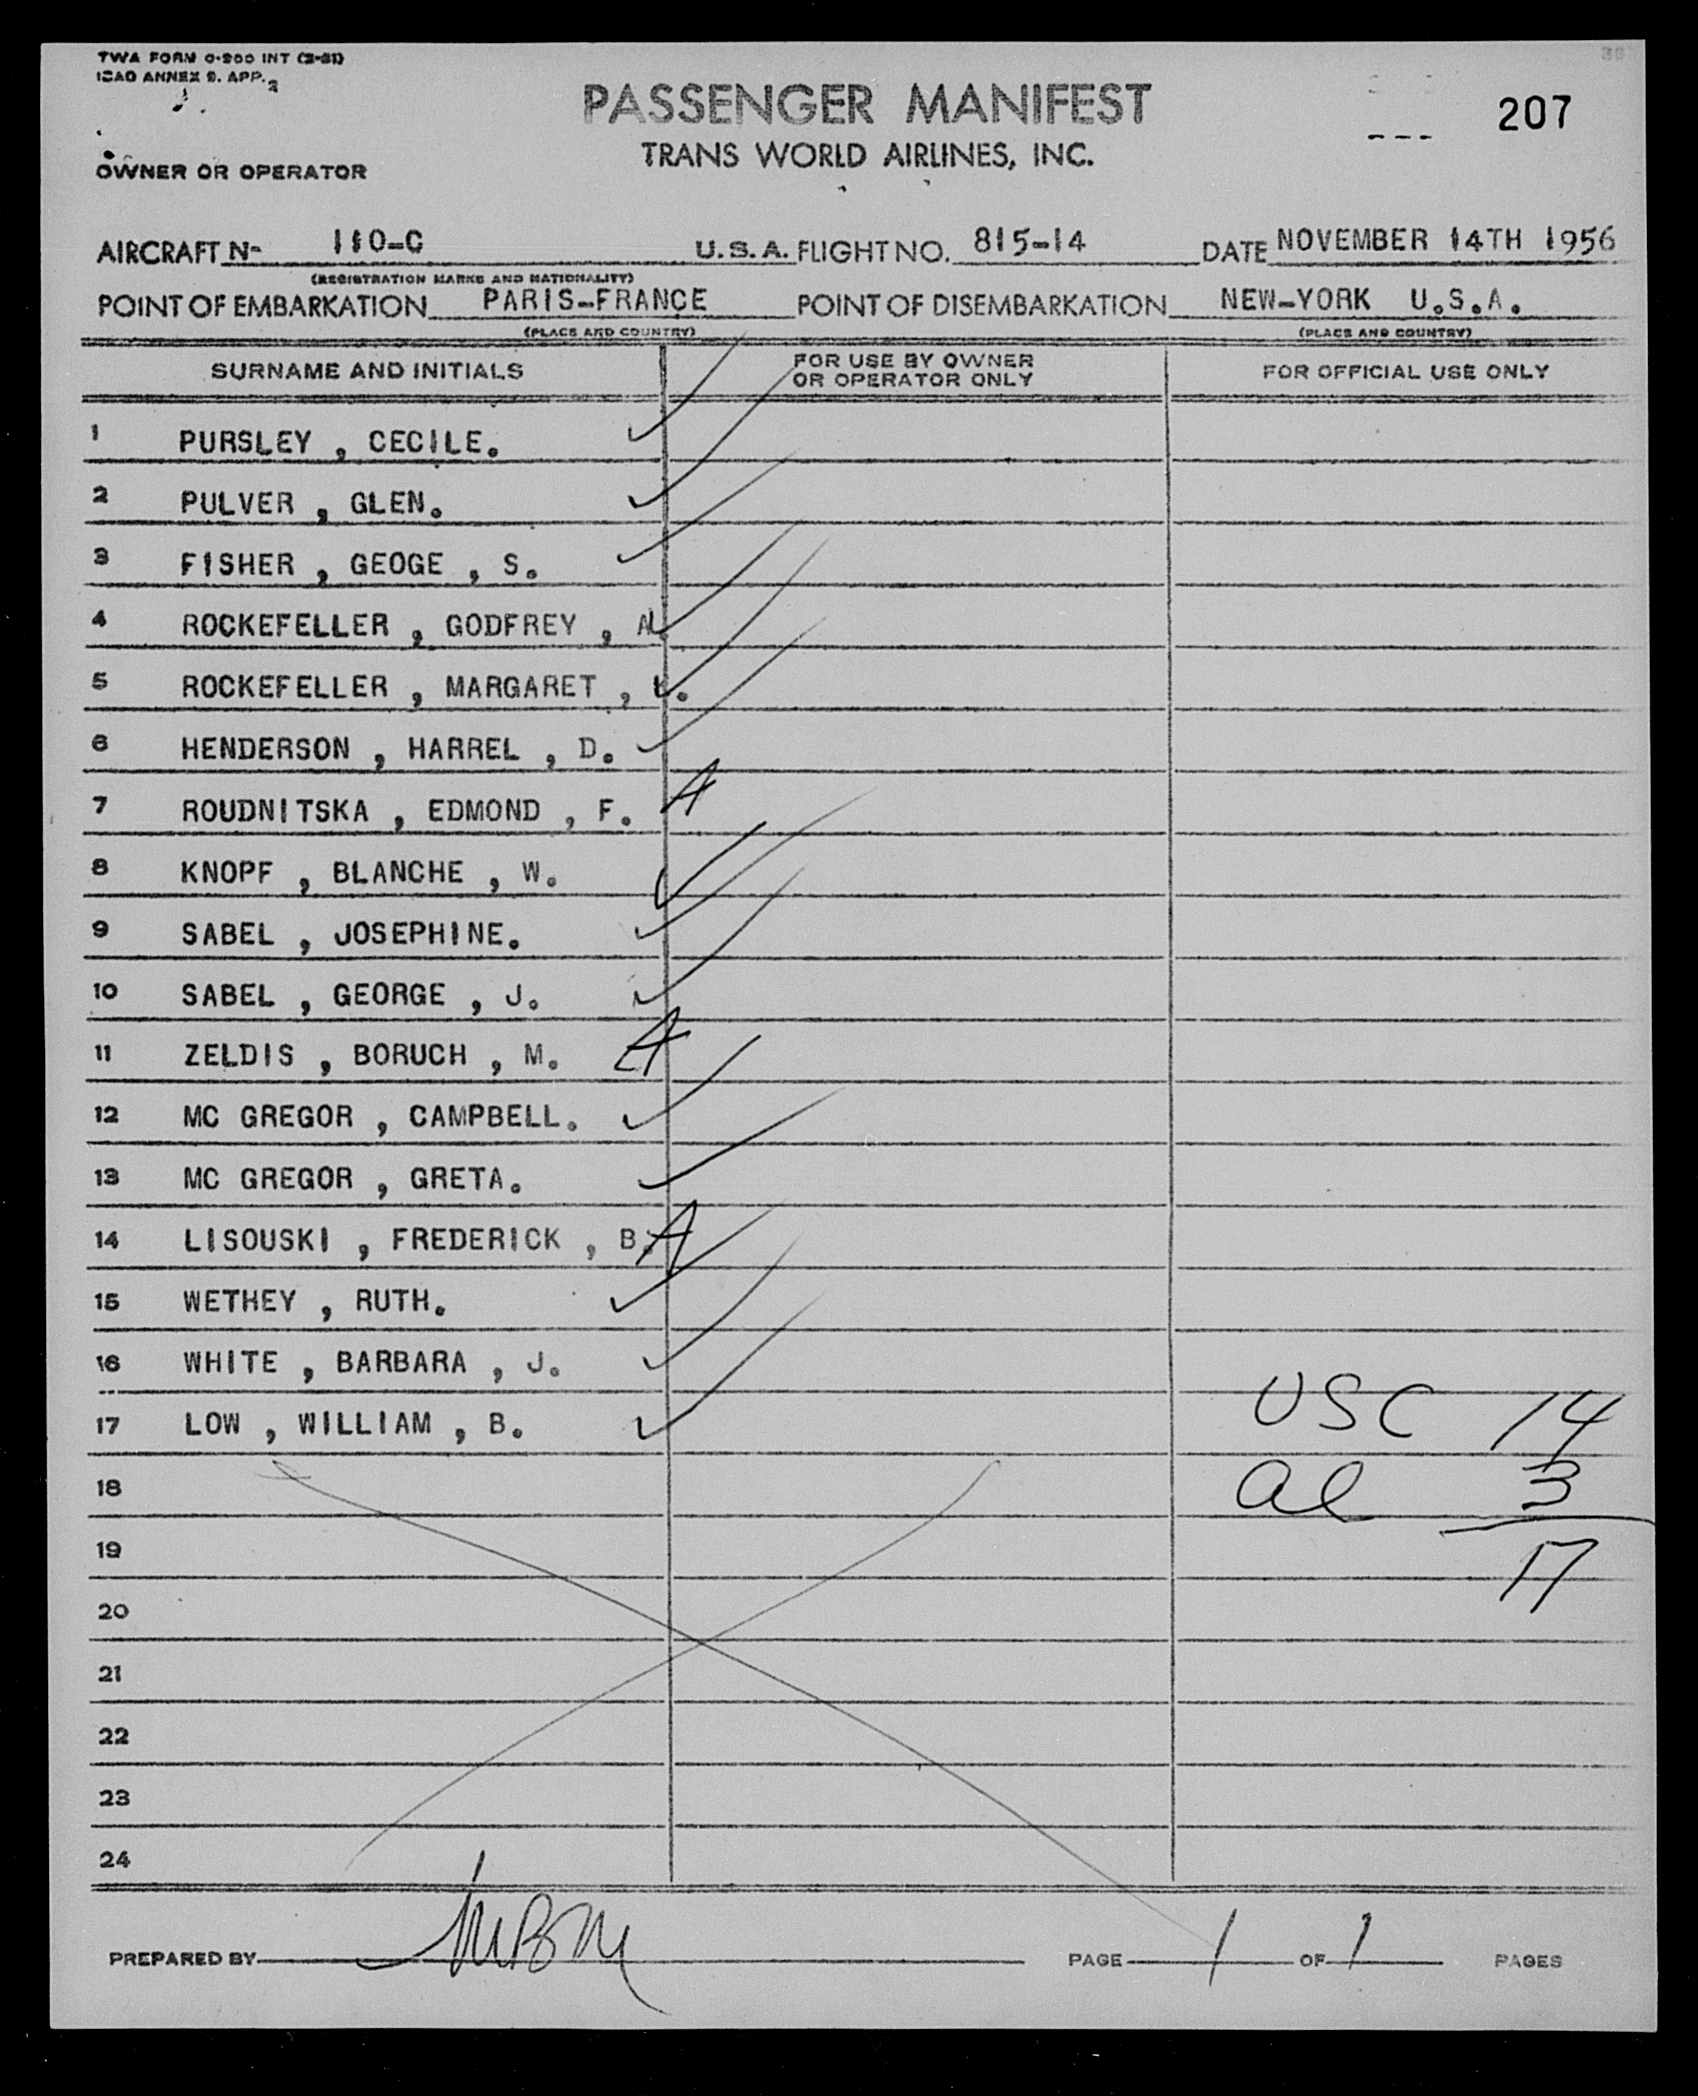 TWA FORM O-200 INT (3-51)
ICAO ANNEX 9. APP. 2
PASSENGER MANIFEST
207
TRANS WORLD AIRLINES, INC.
OWNER OR OPERATOR
AIRCRAFT N- 110-C U.S.A. FLIGHT NO. 815-14 DATE NOVEMBER 14TH 1956
(REGISTRATION MARKS AND NATIONALITY)
POINT OF EMBARKATION PARIS-FRANCE POINT OF DISEMBARKATION NEW-YORK U.S.A.
(PLACE AND COUNTRY) (PLACE AND COUNTRY)
SURNAME AND INITIALS FOR USE BY OWNER OR OPERATOR ONLY FOR OFFICIAL USE ONLY
1 PURSLEY , CECILE.
2 PULVER , GLEN.
3 FISHER , GEOGE , S.
4 ROCKEFELLER , GODFREY , A.
5 ROCKEFELLER , MARGARET ,
6 HENDERSON , HARREL , D.
7 ROUDNITSKA , EDMOND , F. A
8 KNOPF , BLANCHE , W.
9 SABEL , JOSEPHINE.
10 SABEL , GEORGE , J.
11 ZELDIS , BORUCH , M. A
12 MC GREGOR , CAMPBELL.
13 MC GREGOR , GRETA.
14 LISOUSKI , FREDERICK , B. A
15 WETHEY , RUTH.
16 WHITE , BARBARA , J.
17 LOW , WILLIAM , B. USC 14
18 al 3
19 17
20
21
22
23
24
PREPARED BY PAGE 1 OF 1 PAGES